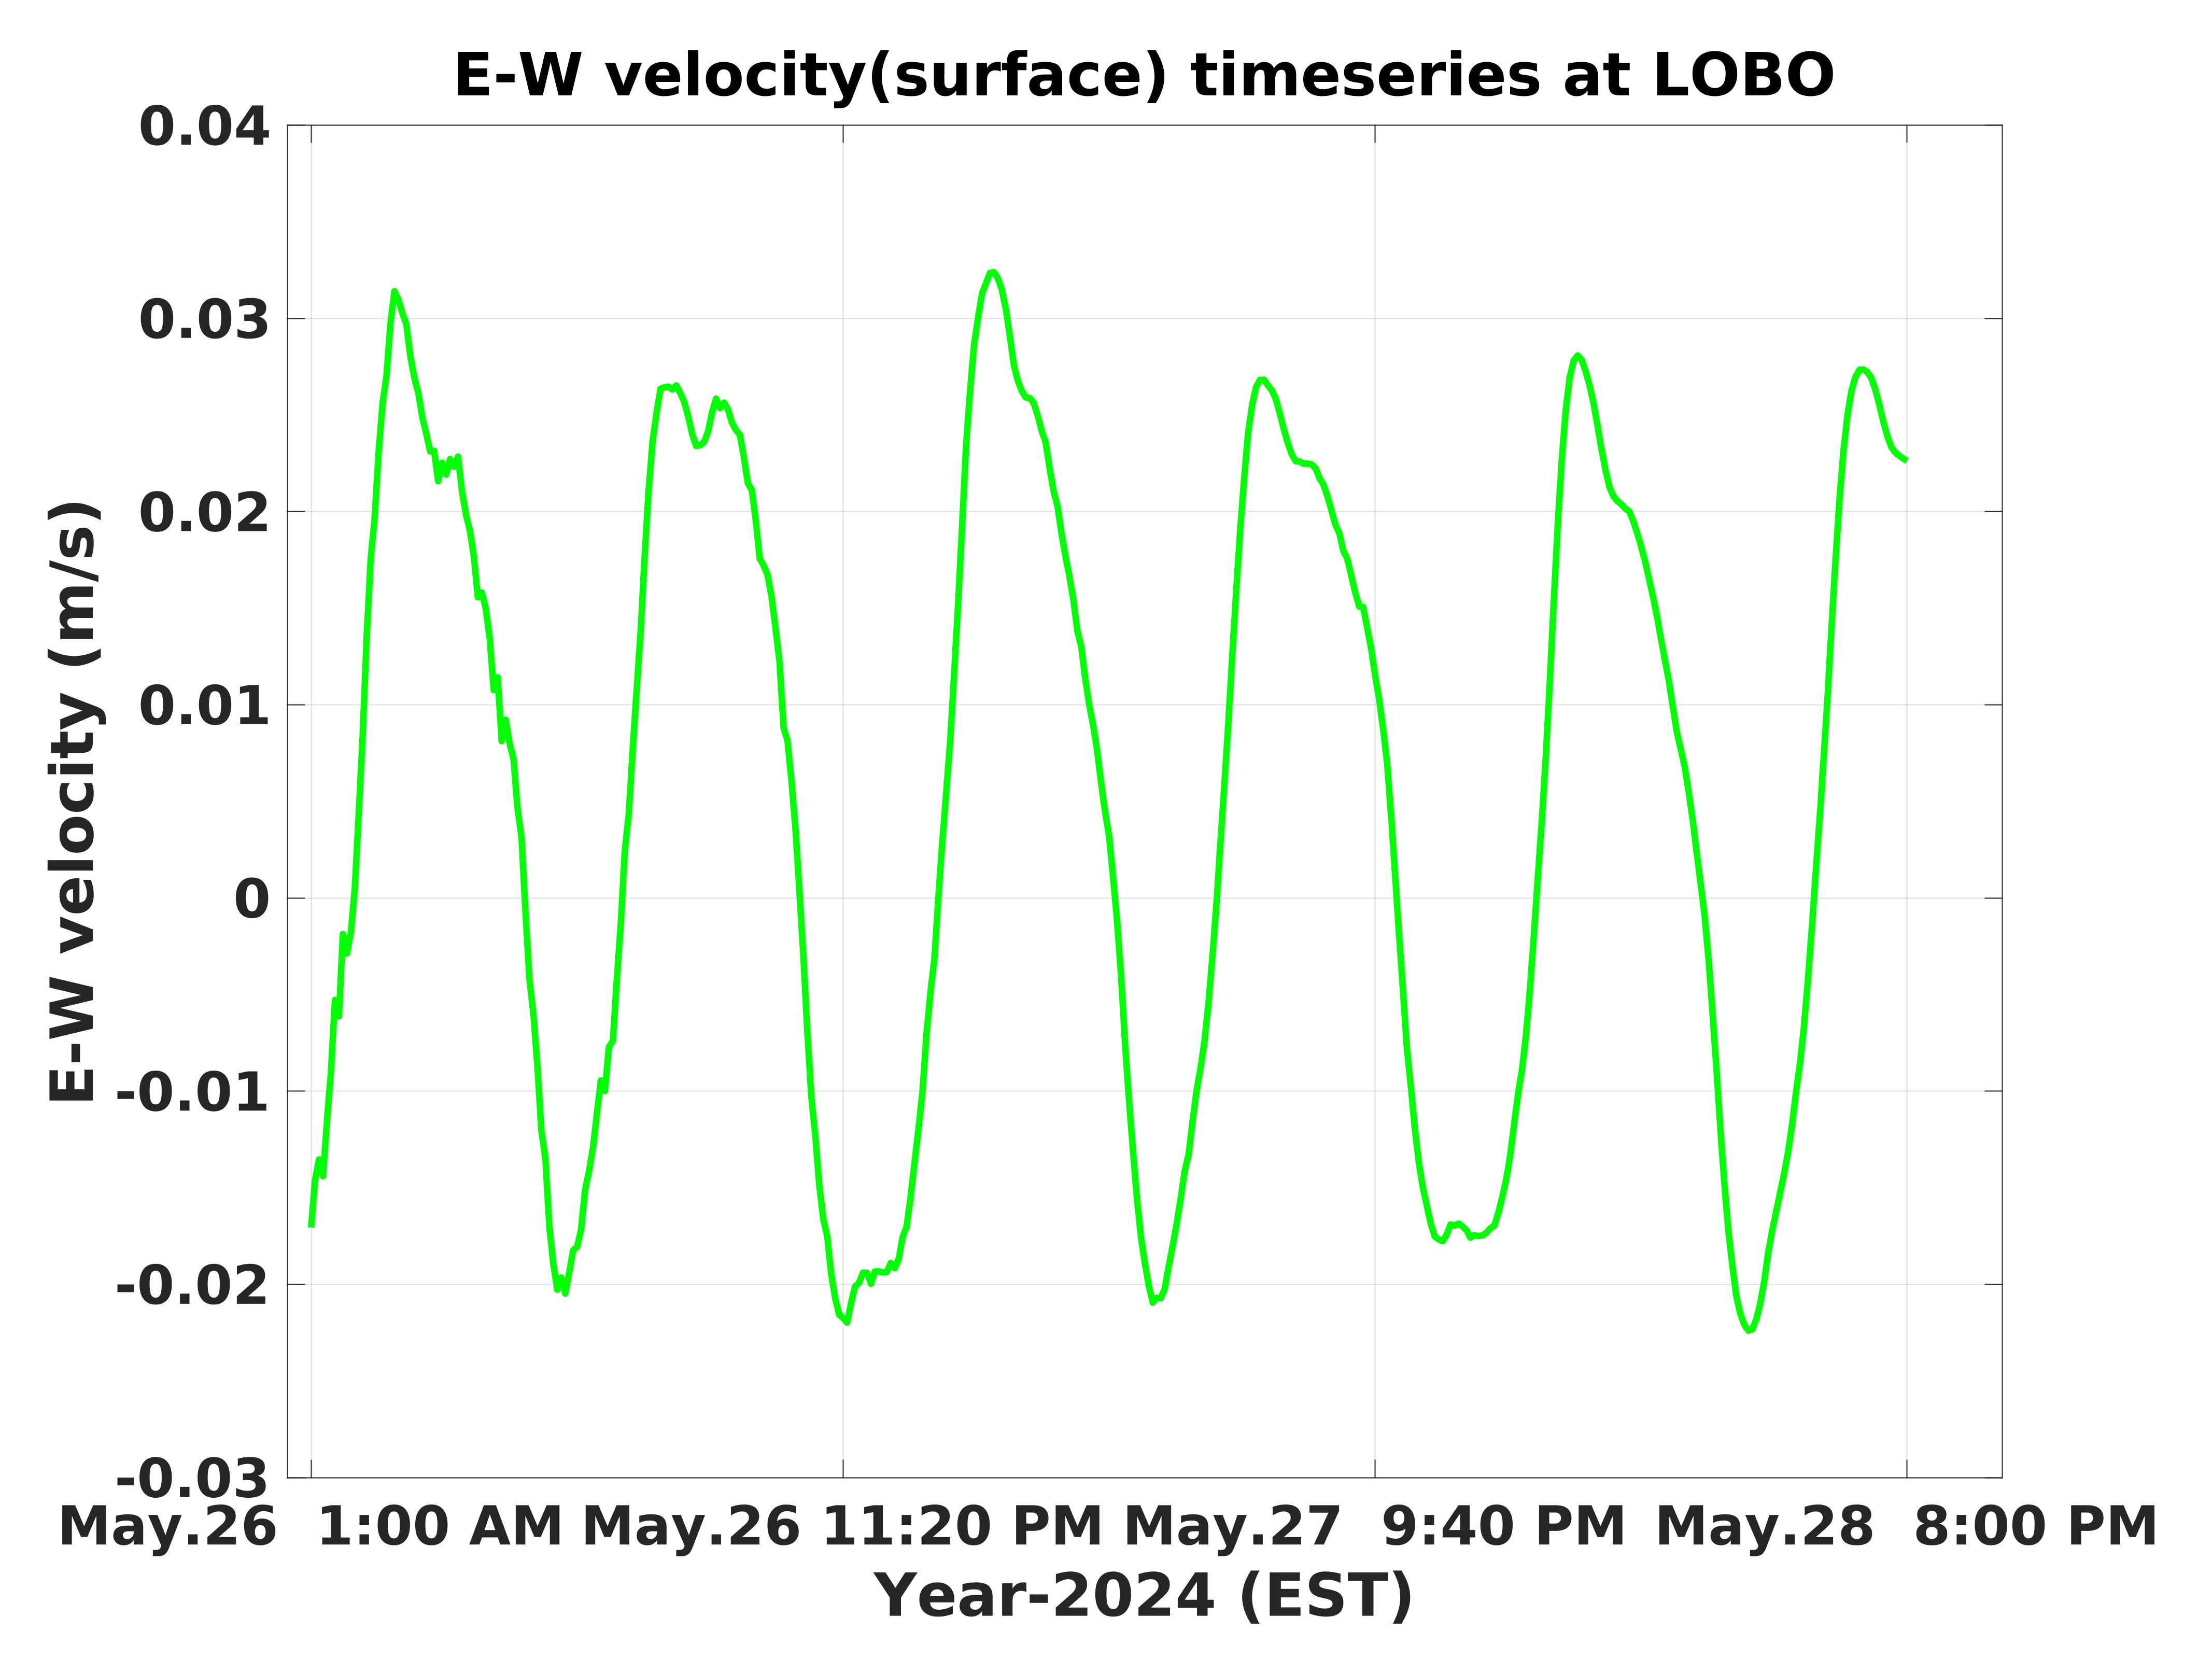 E-W velocity(surface) timeseries at LOBO
0.04
0.03
0.02
0.01
0
-0.01
-0.02
-0.03
E-W velocity (m/s)
May.26 1:00 AM May.26 11:20 PM May.27 9:40 PM May.28 8:00 PM
Year-2024 (EST)